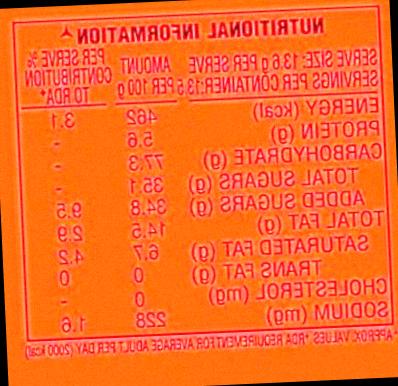 NUTRITIONAL INFORMATION^
SERVE SIZE: 13.6 g PER SERVE
SERVINGS PER CONTAINER: 13.5
AMOUNT PER 100 g
PER SERVE % CONTRIBUTION TO RDA*
ENERGY (kcal) 462 3.1
PROTEIN (g) 5.6 -
CARBOHYDRATE (g) 77.3 -
TOTAL SUGARS (g) 35.1 -
ADDED SUGARS (g) 34.8 9.5
TOTAL FAT (g) 14.5 2.9
SATURATED FAT (g) 6.7 4.2
TRANS FAT (g) 0 0
CHOLESTEROL (mg) 0 -
SODIUM (mg) 228 1.6
^APPROX. VALUES *RDA REQUIREMENT FOR AVERAGE ADULT PER DAY (2000 kcal)